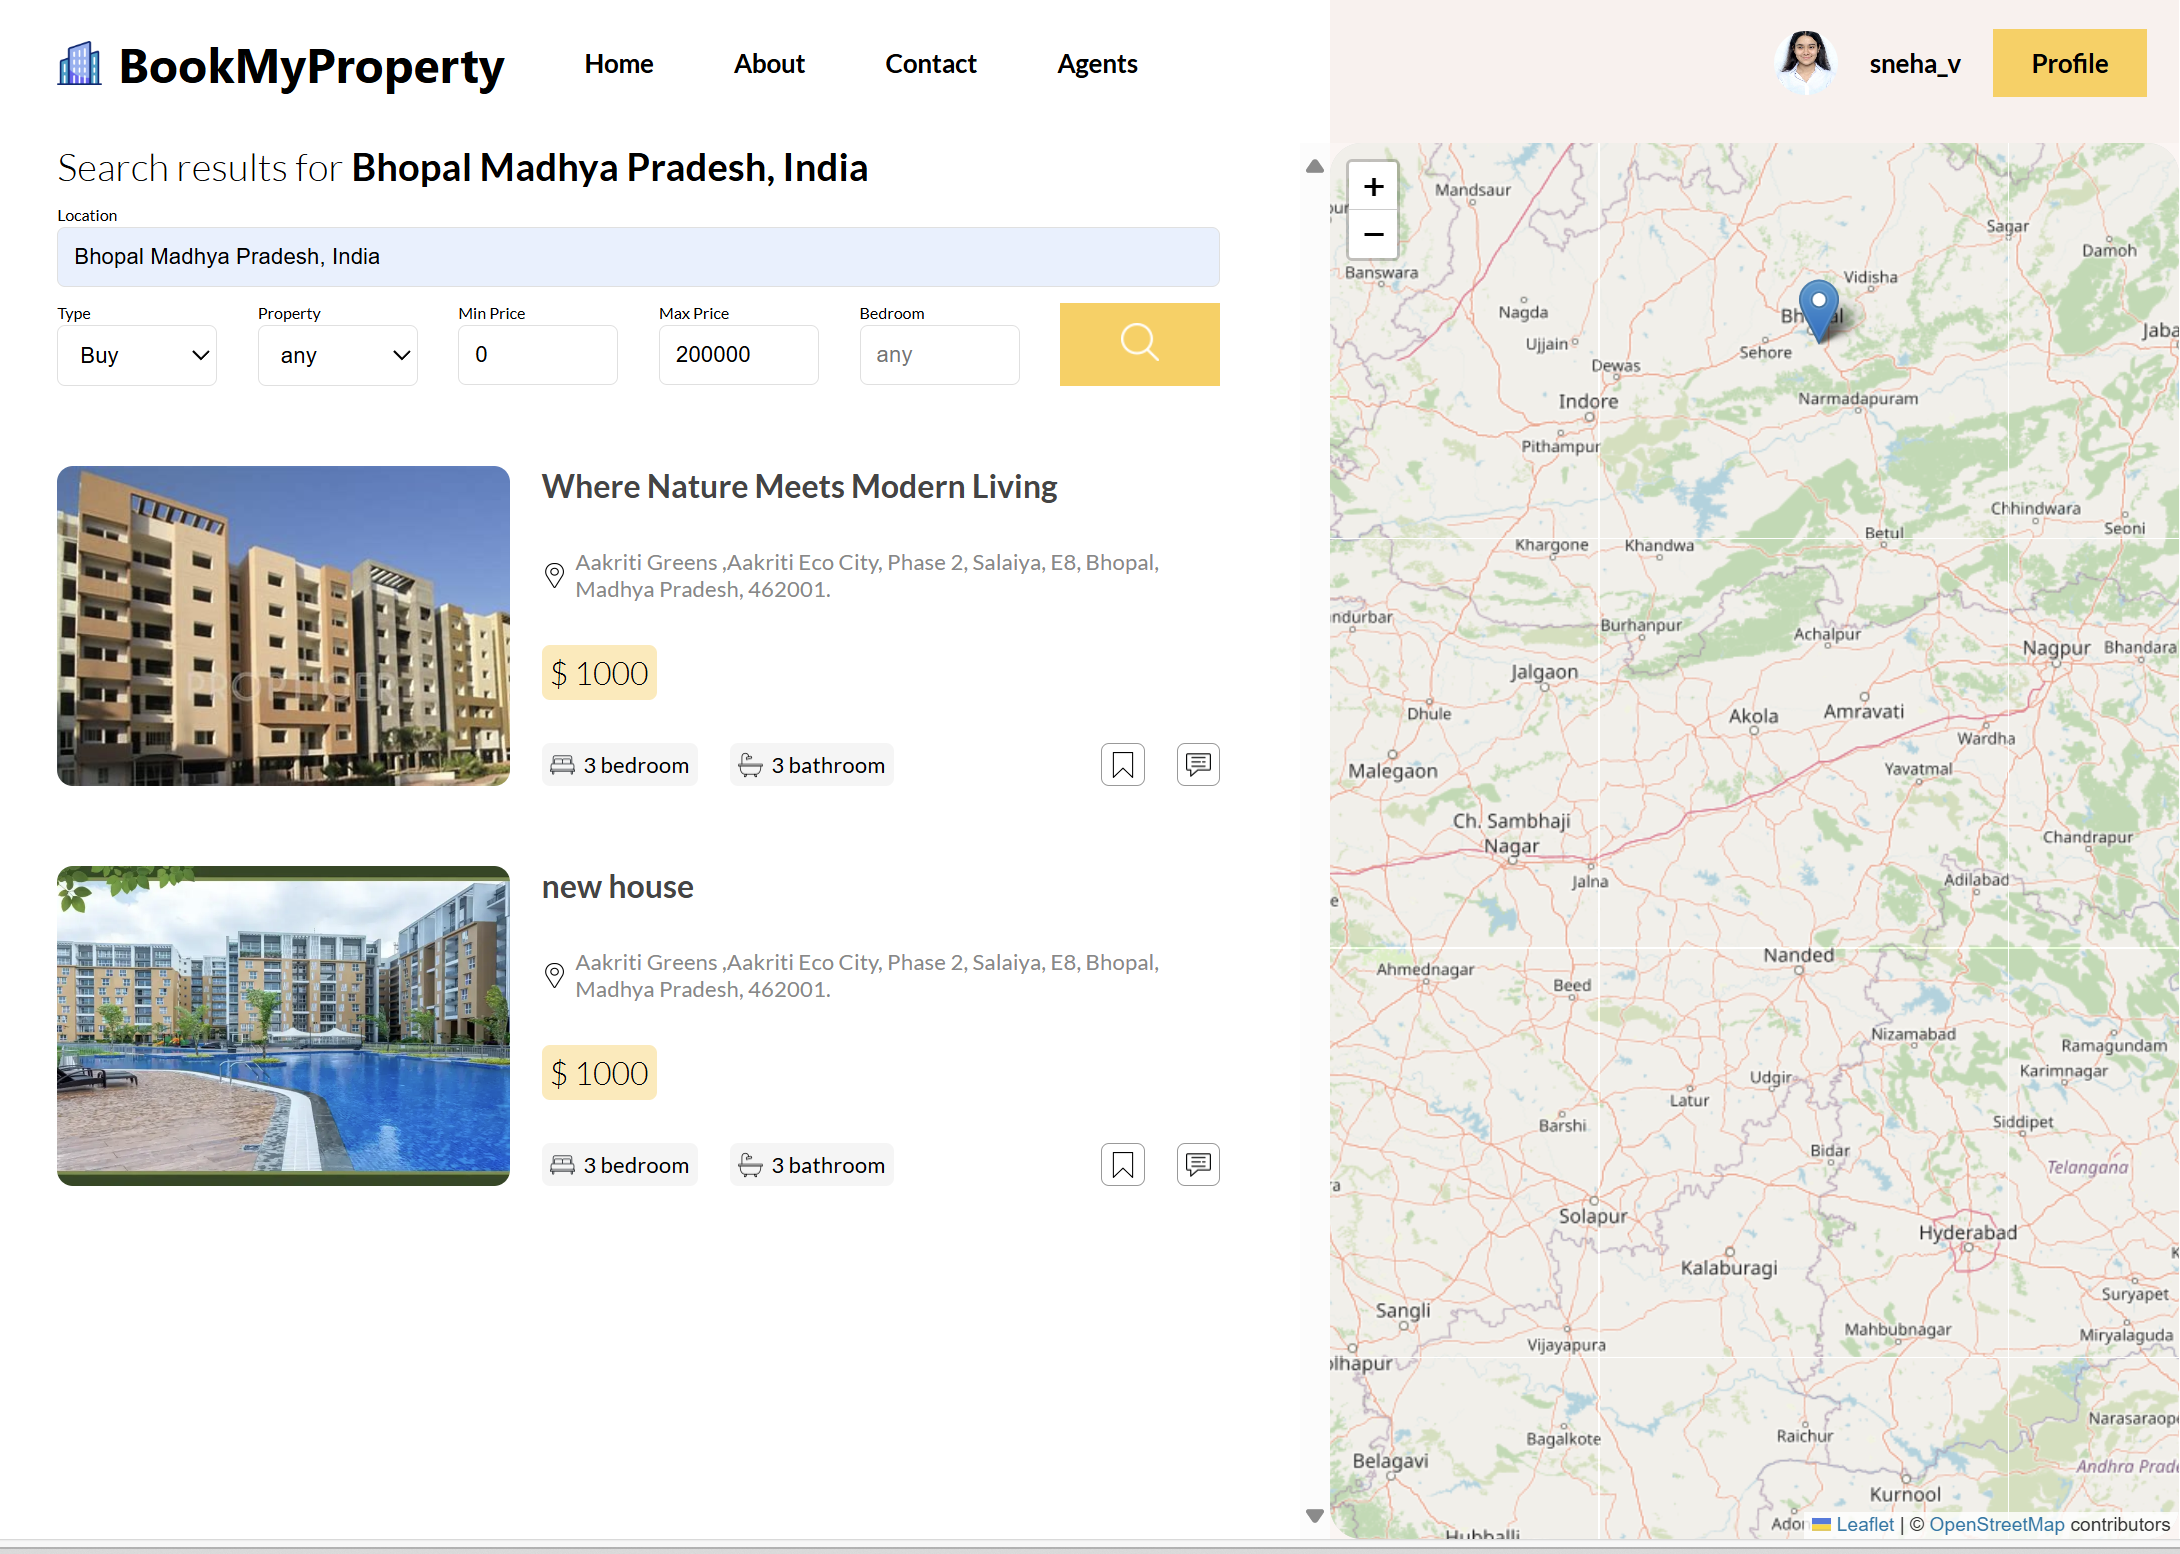 BookMyProperty
Home
About
Contact
Agents
sneha_v
Profile
Search results for Bhopal Madhya Pradesh, India
Location
Bhopal Madhya Pradesh, India
Type
Property
Min Price
Max Price
Bedroom
Buy
any
0
200000
any
Where Nature Meets Modern Living
Aakriti Greens ,Aakriti Eco City, Phase 2, Salaiya, E8, Bhopal,
Madhya Pradesh, 462001.
$ 1000
3 bedroom
3 bathroom
PROPTIGER
new house
Aakriti Greens ,Aakriti Eco City, Phase 2, Salaiya, E8, Bhopal,
Madhya Pradesh, 462001.
$ 1000
3 bedroom
3 bathroom
+
−
Mandsaur
Sagar
Damoh
Banswara
Vidisha
Nagda
Ujjain
Sehore
Dewas
Indore
Narmadapuram
Pithampur
Chhindwara
Seoni
Betul
Khargone
Khandwa
ndurbar
Burhanpur
Achalpur
Nagpur
Bhandara
Jalgaon
Dhule
Akola
Amravati
Wardha
Malegaon
Yavatmal
Ch. Sambhaji
Nagar
Chandrapur
Jalna
Adilabad
Nanded
Ahmednagar
Beed
Nizamabad
Ramagundam
Karimnagar
Udgir
Latur
Barshi
Siddipet
Bidar
Telangana
Solapur
Hyderabad
Kalaburagi
Sangli
Suryapet
Mahbubnagar
Miryalaguda
Vijayapura
olhapur
Narasaraop
Bagalkote
Raichur
Belagavi
Andhra Prad
Kurnool
Hubballi
Leaflet | © OpenStreetMap contributors